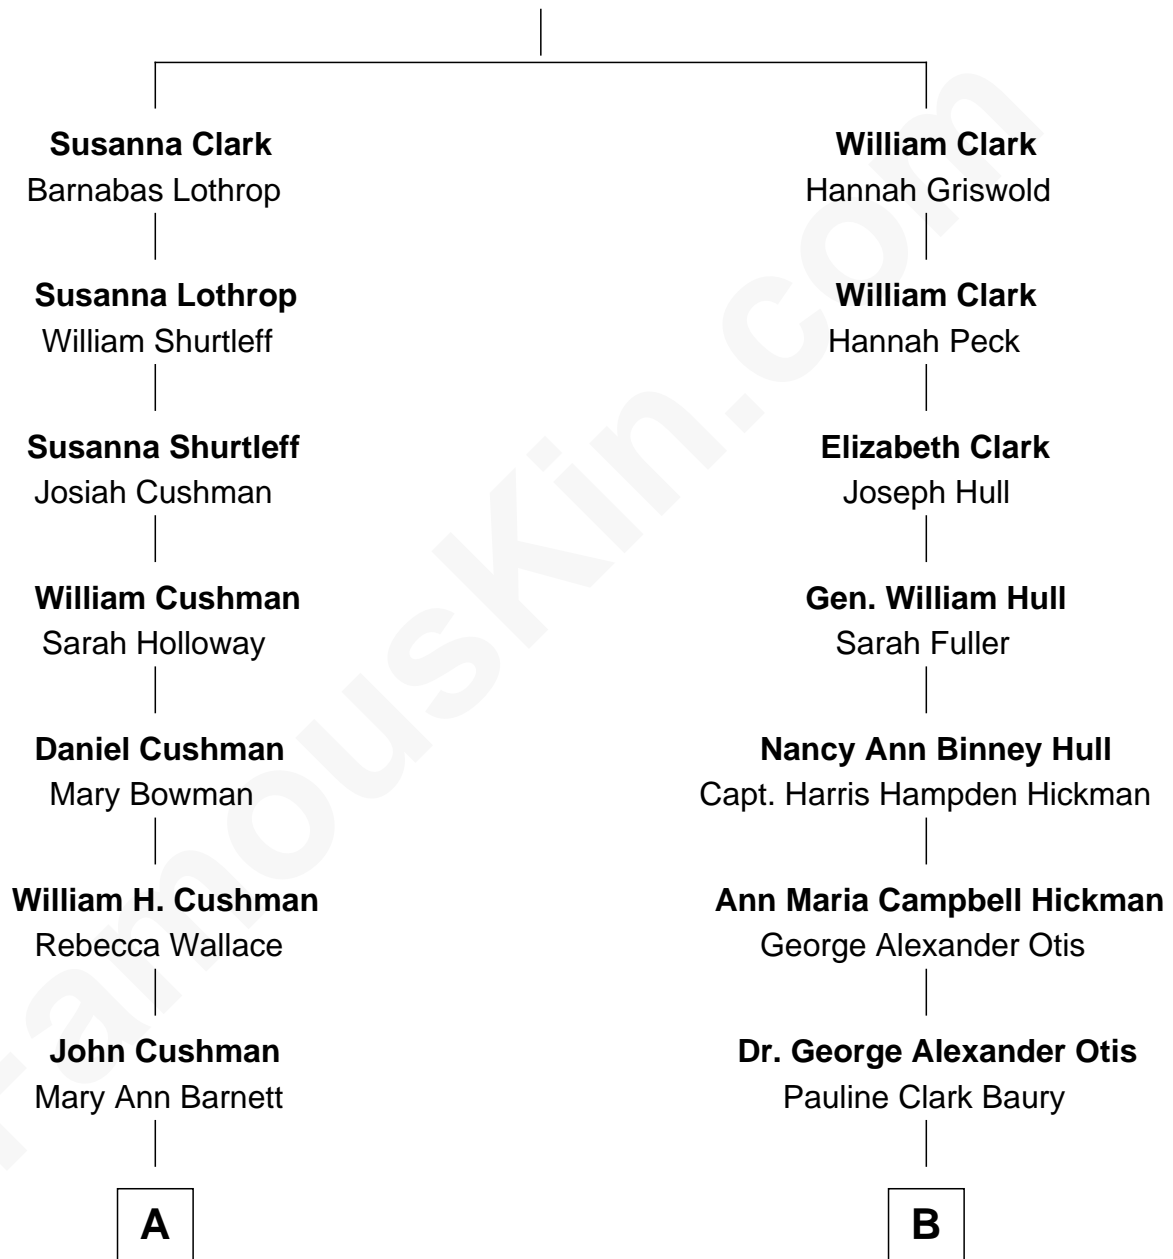 Susanna Clark
Barnabas Lothrop
Susanna Lothrop
William Shurtleff
Susanna Shurtleff
Josiah Cushman
William Cushman
Sarah Holloway
Daniel Cushman
Mary Bowman
William H. Cushman
Rebecca Wallace
John Cushman
Mary Ann Barnett
A
William Clark
Hannah Griswold
William Clark
Hannah Peck
Elizabeth Clark
Joseph Hull
Gen. William Hull
Sarah Fuller
Nancy Ann Binney Hull
Capt. Harris Hampden Hickman
Ann Maria Campbell Hickman
George Alexander Otis
Dr. George Alexander Otis
Pauline Clark Baury
B
FamousKin.com